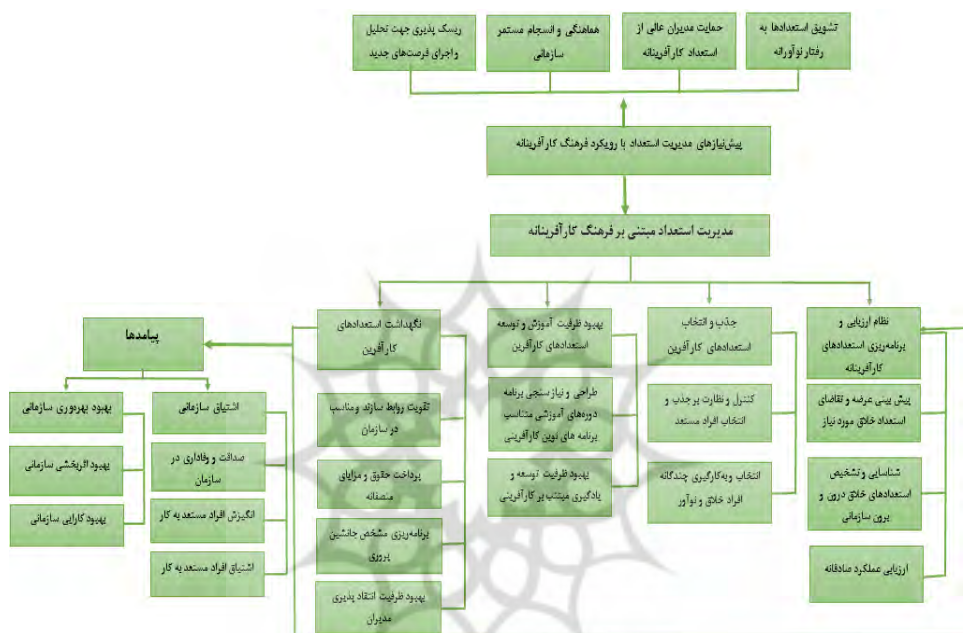 تشویق استعدادها به
رفتار نوآورانه
حمایت مدیران عالی از
استعداد کارآفرینانه
هماهنگی و انسجام مستمر
سازمانی
ریسک پذیری جهت تحلیل
و اجرای فرصت‌های جدید
پیش‌نیازهای مدیریت استعداد با رویکرد فرهنگ کارآفرینانه
مدیریت استعداد مبتنی بر فرهنگ کارآفرینانه
نظام ارزیابی و
برنامه‌ریزی استعدادهای
کارآفرینانه
پیش بینی عرضه و تقاضای
استعداد خلاق مورد نیاز
شناسایی و تشخیص
استعدادهای خلاق درون و
برون سازمانی
ارزیابی عملکرد صادقانه
جذب و انتخاب
استعدادهای کارآفرین
کنترل و نظارت بر جذب و
انتخاب افراد مستعد
انتخاب و به‌کارگیری چندگانه
افراد خلاق و نوآور
بهبود ظرفیت آموزش و توسعه
استعدادهای کارآفرین
طراحی و نیاز سنجی برنامه
دوره‌های آموزشی متناسب
برنامه های نوین کارآفرینی
بهبود ظرفیت توسعه و
یادگیری مبتنی بر کارآفرینی
نگهداشت استعدادهای
کارآفرین
تقویت روابط سازنده و مناسب
در سازمان
پرداخت حقوق و مزایای
منصفانه
برنامه‌ریزی مشخص جانشین
پروری
بهبود ظرفیت انتقاد پذیری
مدیران
پیامدها
اشتیاق سازمانی
صداقت و وفاداری در
سازمان
انگیزش افراد مستعد به کار
اشتیاق افراد مستعد به کار
بهبود بهره‌وری سازمانی
بهبود اثربخشی سازمانی
بهبود کارایی سازمانی